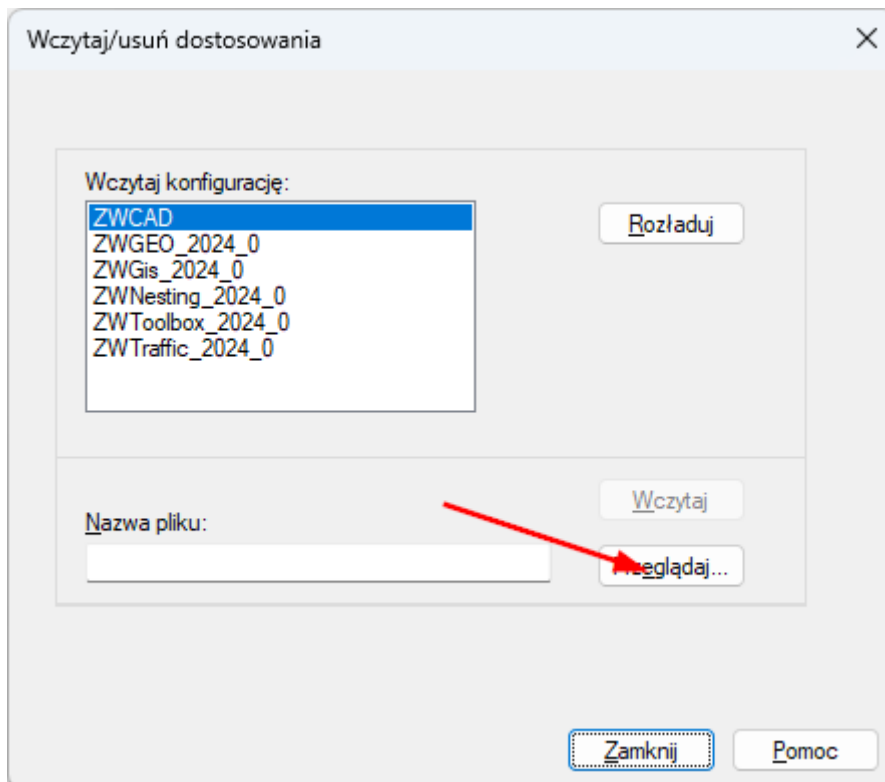 Wczytaj/usuń dostosowania
Wczytaj konfigurację:
ZWCAD
Rozładuj
ZWGEO_2024_0
ZWGis_2024_0
ZWNesting_2024_0
ZWToolbox_2024_0
ZWTraffic_2024_0
Wczytaj
Nazwa pliku:
Przeglądaj...
Zamknij
Pomoc